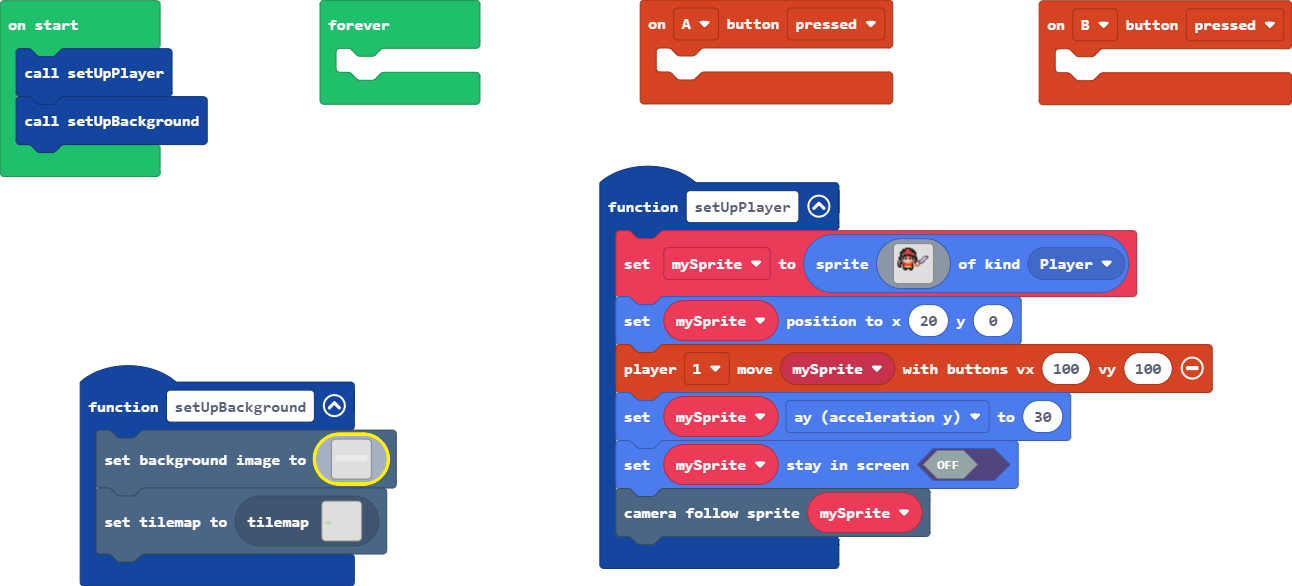 on start
call setUpPlayer
call setUpBackground
forever
on A button pressed
on B button pressed
function setUpPlayer
set mySprite to sprite of kind Player
set mySprite position to x 20 y 0
player 1 move mySprite with buttons vx 100 vy 100
set mySprite ay (acceleration y) to 30
set mySprite stay in screen OFF
camera follow sprite mySprite
function setUpBackground
set background image to
set tilemap to tilemap